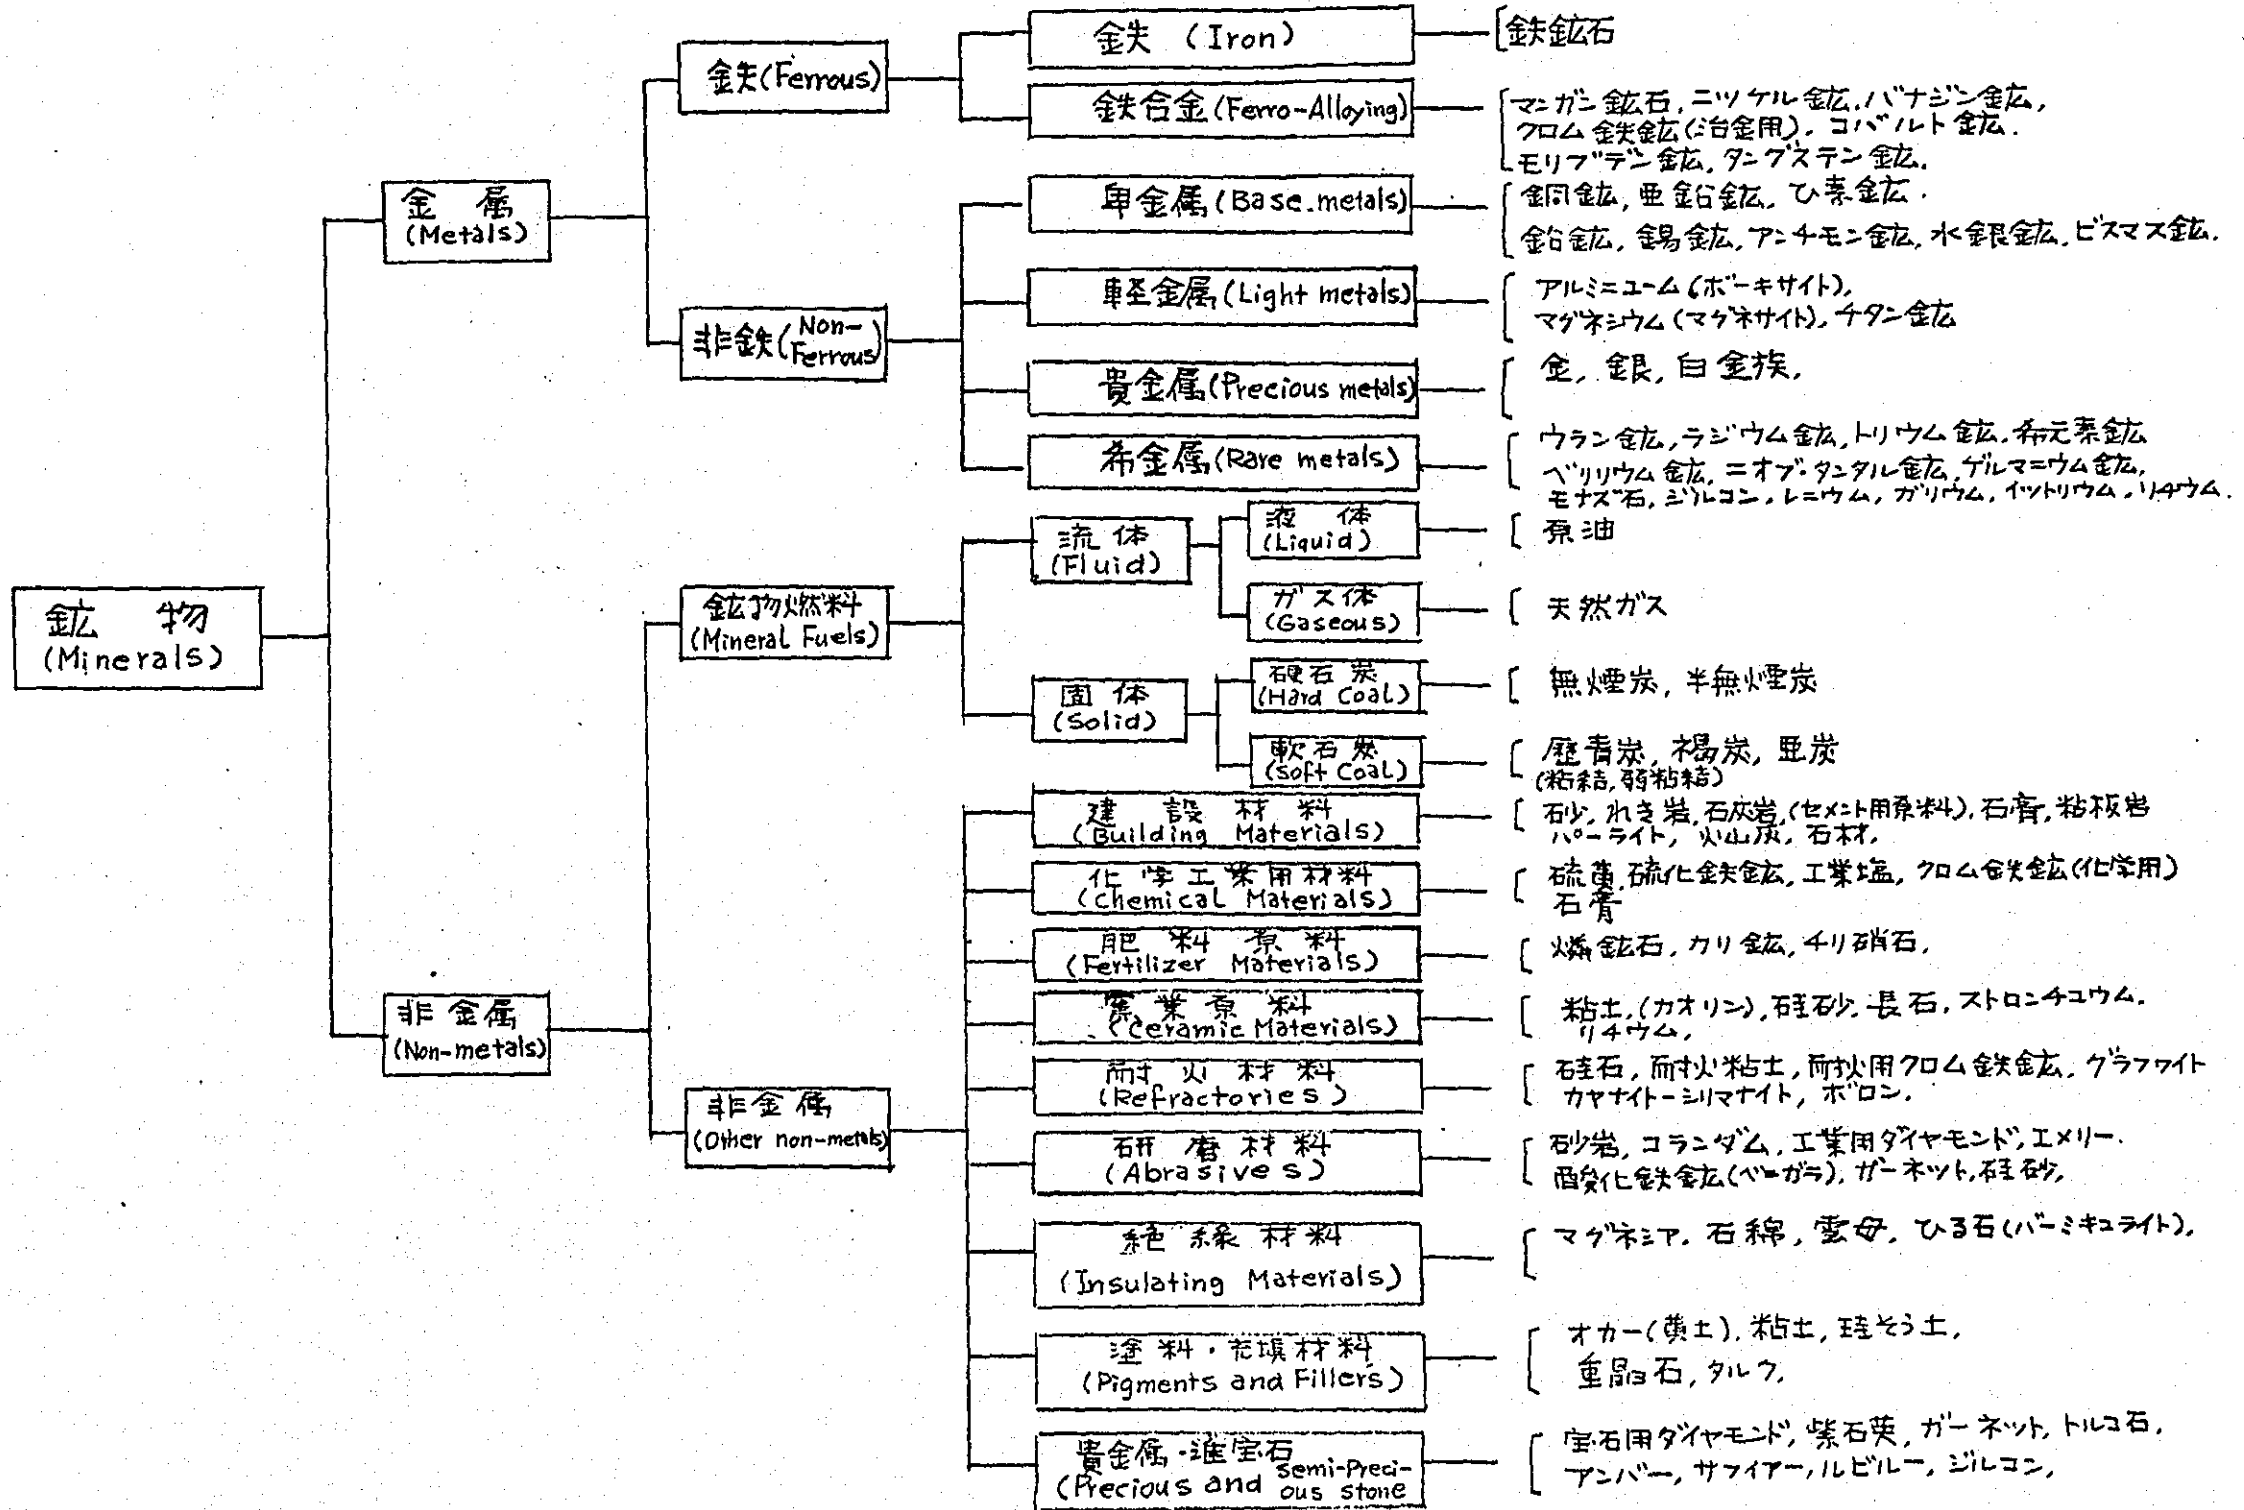 鉱物
(Minerals)
金属
(Metals)
鉄(Ferrous)
鉄 (Iron)
[鉄鉱石
鉄合金(Ferro-Alloying)
マンガン鉱石, ニッケル鉱, バナジン鉱,
クロム鉄鉱(冶金用), コバルト鉱.
モリブデン鉱, タングステン鉱.
非鉄(Non-Ferrous)
卑金属(Base.metals)
銅鉱, 亜鉛鉱, ひ素鉱.
鉛鉱, 錫鉱, アンチモン鉱, 水銀鉱, ビスマス鉱.
軽金属(Light metals)
アルミニューム(ボーキサイト),
マグネシウム(マグネサイト), チタン鉱
貴金属(Precious metals)
金, 銀, 白金族,
希金属(Rare metals)
ウラン鉱, ラジウム鉱, トリウム鉱, 希元素鉱
ベリリウム鉱, ニオブ・タンタル鉱, ゲルマニウム鉱,
モナズ石, ジルコン, レニウム, ガリウム, イットリウム, リチウム.
非金属
(Non-metals)
鉱物燃料
(Mineral Fuels)
流体
(Fluid)
液体
(Liquid)
[原油
ガス体
(Gaseous)
[天然ガス
固体
(Solid)
硬石炭
(Hard Coal)
[無煙炭, 半無煙炭
軟石炭
(Soft Coal)
[歴青炭, 褐炭, 亜炭
(粘結, 弱粘結)
非金属
(Other non-metals)
建設材料
(Building Materials)
石砂, れき岩, 石灰岩, (セメント用原料), 石膏, 粘板岩
パーライト, 火山灰, 石材,
化学工業用材料
(Chemical Materials)
硫黄, 硫化鉄鉱, 工業塩, クロム鉄鉱(化学用)
石膏
肥料原料
(Fertilizer Materials)
[燐鉱石, カリ鉱, チリ硝石,
窯業原料
(Ceramic Materials)
粘土, (カオリン), 硅砂, 長石, ストロンチュウム.
リチウム,
耐火材料
(Refractories)
硅石, 耐火粘土, 耐火用クロム鉄鉱, グラファイト
カヤナイトーシリマナイト, ボロン.
研磨材料
(Abrasives)
砂岩, コランダム, 工業用ダイヤモンド, エメリー.
酸化鉄鉱(ベーガラ), ガーネット, 硅砂,
絶縁材料
(Insulating Materials)
マグネシア, 石綿, 雲母, ひる石(バーミキュライト),
塗料・充填材料
(Pigments and Fillers)
オカー(黄土), 粘土, 珪そう土,
重晶石, タルク,
貴金属・準宝石
(Precious and semi-Preci-
ous stone
宝石用ダイヤモンド, 紫石英, ガーネット, トルコ石,
アンバー, サファイアー, ルビルー, ジルコン,